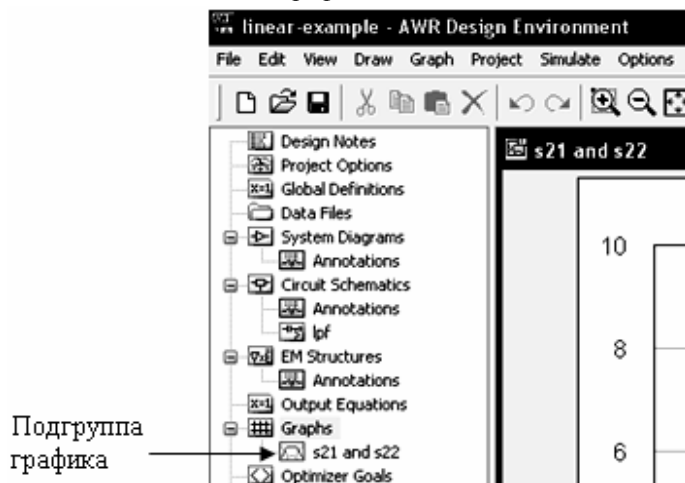 linear-example - AWR Design Environment
File Edit View Draw Graph Project Simulate Options
Design Notes
Project Options
Global Definitions
Data Files
System Diagrams
Annotations
Circuit Schematics
Annotations
lpf
EM Structures
Annotations
Output Equations
Graphs
s21 and s22
Optimizer Goals
s21 and s22
10
8
6
Подгруппа
графика